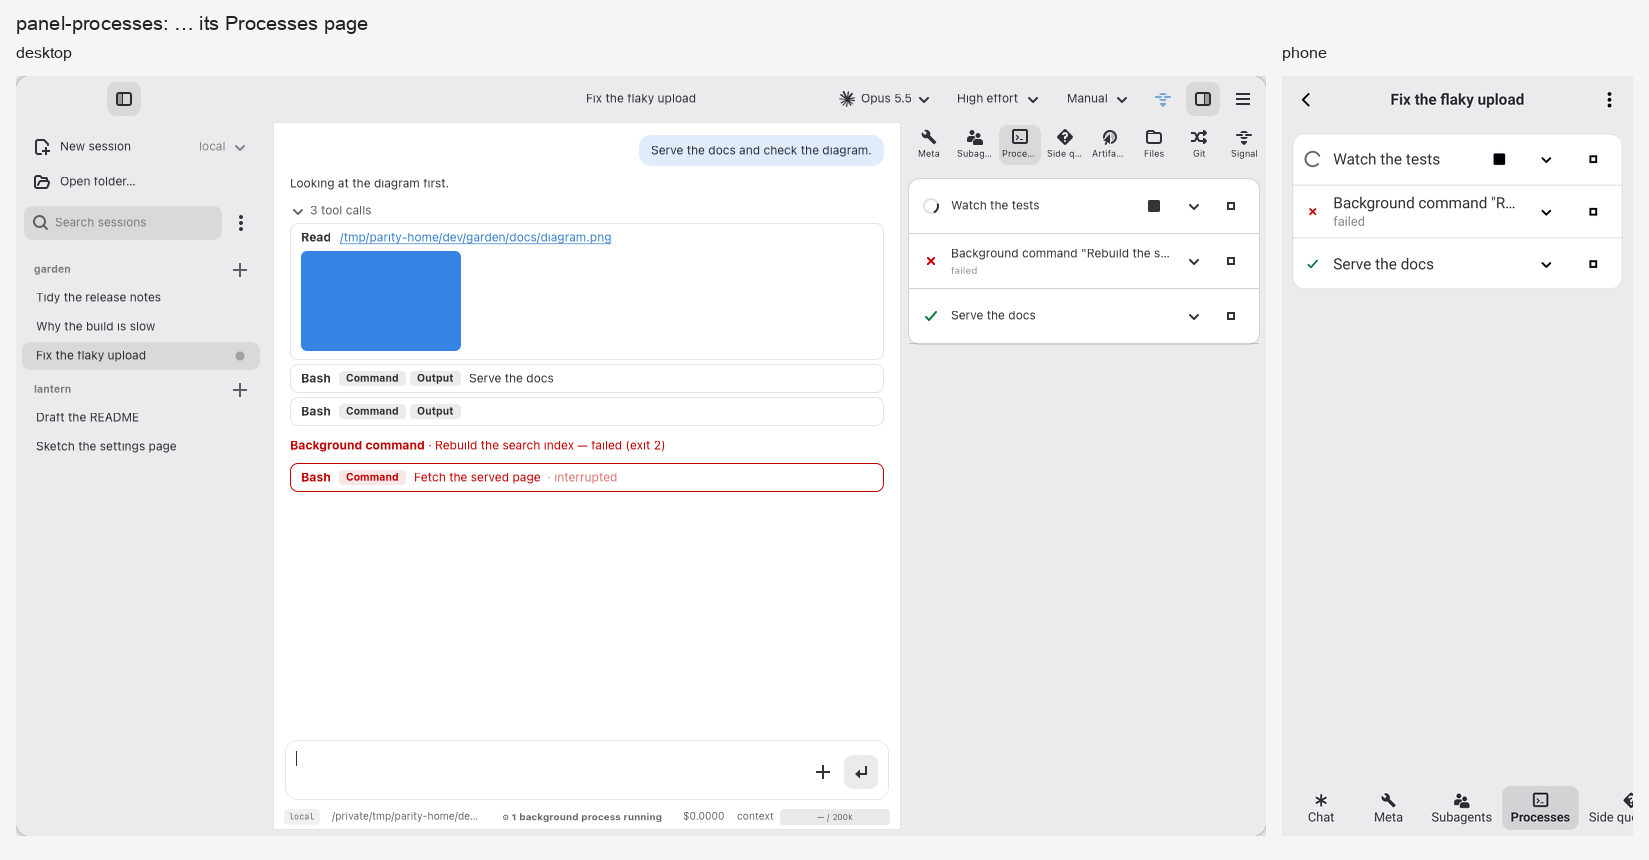 panel-processes: … its Processes page
desktop
phone
Fix the flaky upload
Opus 5.5
High effort
Manual
New session
local
Open folder...
Search sessions
garden
Tidy the release notes
Why the build is slow
Fix the flaky upload
lantern
Draft the README
Sketch the settings page
Serve the docs and check the diagram.
Looking at the diagram first.
3 tool calls
Read /tmp/parity-home/dev/garden/docs/diagram.png
Bash Command Output Serve the docs
Bash Command Output
Background command · Rebuild the search index — failed (exit 2)
Bash Command Fetch the served page · interrupted
local /private/tmp/parity-home/de... 1 background process running $0.0000 context — / 200k
Meta Subag... Proce... Side q... Artifa... Files Git Signal
Watch the tests
Background command "Rebuild the s...
failed
Serve the docs
Fix the flaky upload
Watch the tests
Background command "R...
failed
Serve the docs
Chat Meta Subagents Processes Side que